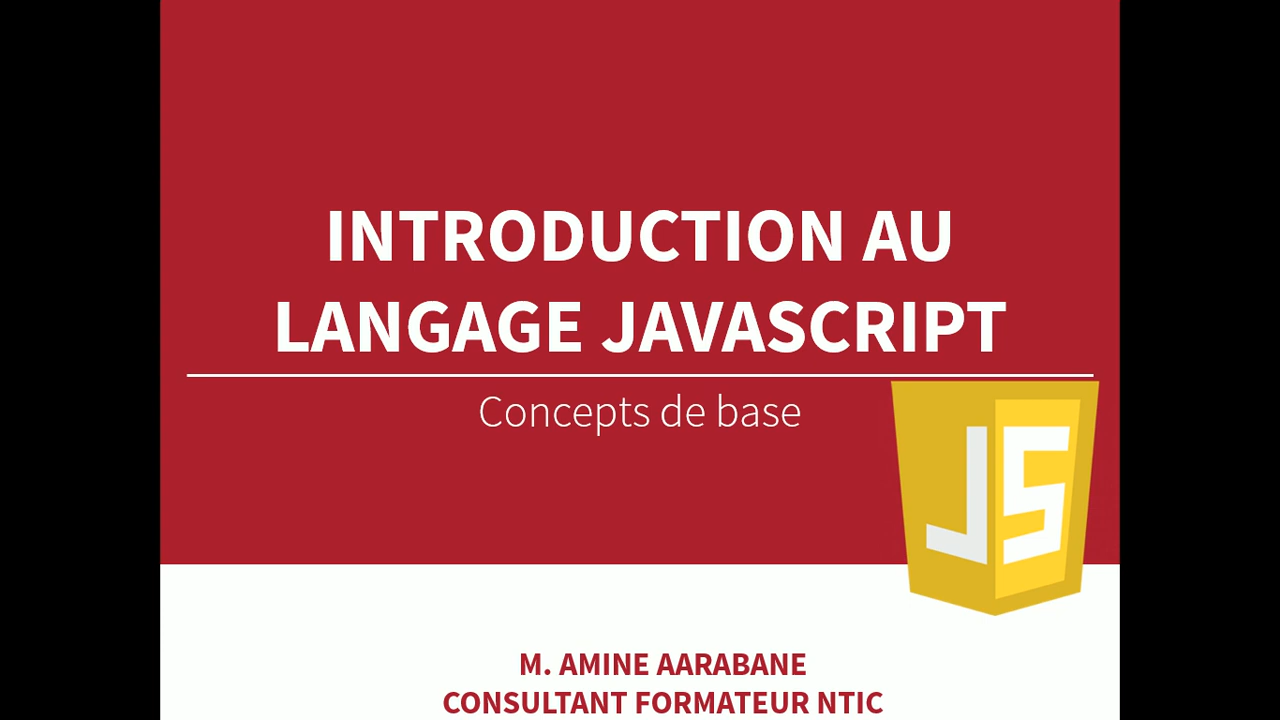 INTRODUCTION AU
LANGAGE JAVASCRIPT
Concepts de base
JS
M. AMINE AARABANE
CONSULTANT FORMATEUR NTIC